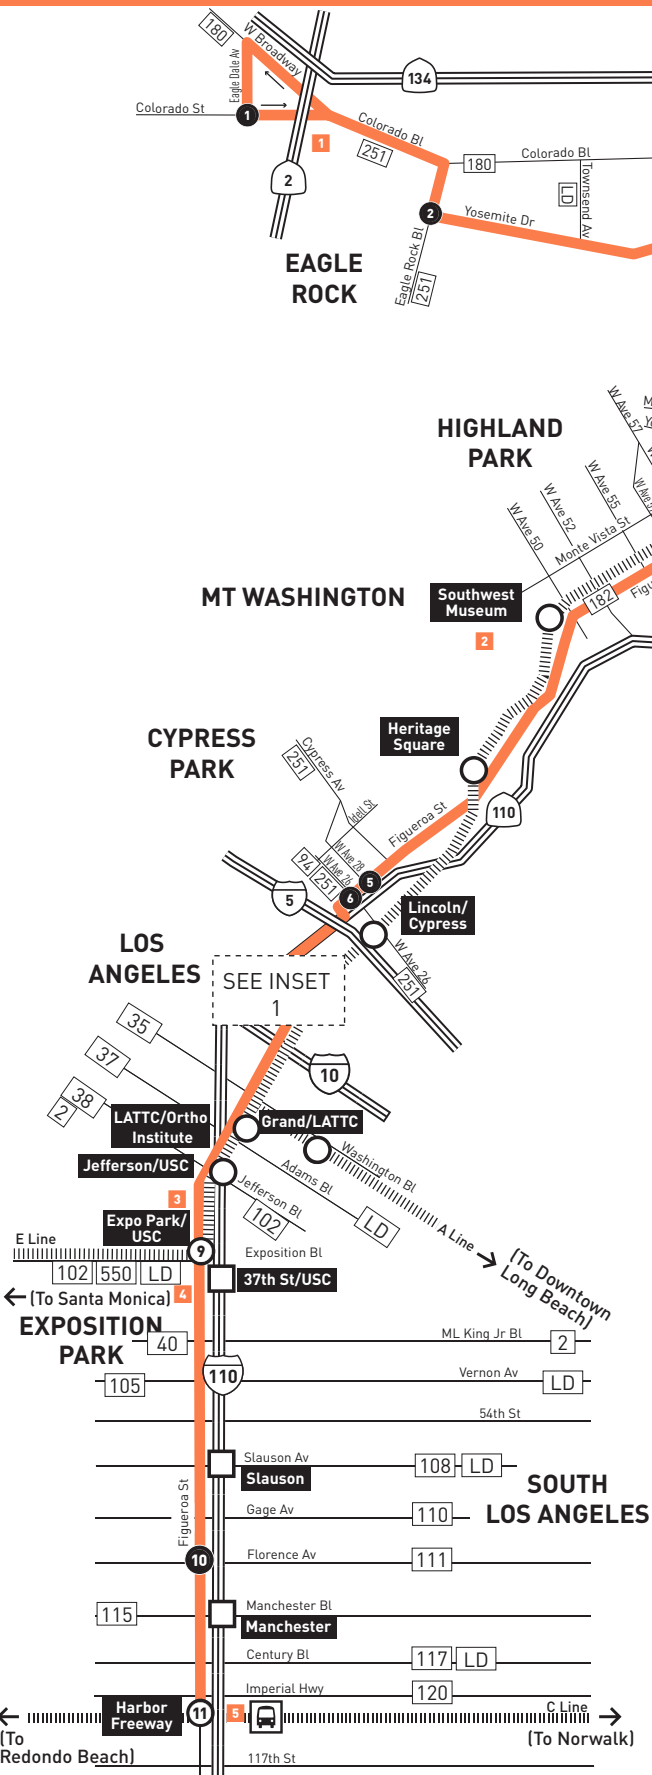 180
W Broadway
Eagle Dale Av
134
Colorado St
1
1
Colorado Bl
251
180
Colorado Bl
Townsend Av
LD
2
2
Yosemite Dr
Eagle Rock Bl
251
EAGLE
ROCK
HIGHLAND
PARK
W Ave 57
W Ave 55
W Ave 52
W Ave 50
Monte Vista St
MT WASHINGTON
Southwest
Museum
2
182
CYPRESS
PARK
Heritage
Square
251
Cypress Av
Idell St
Figueroa St
110
W Ave 28
W Ave 26
94
251
5
6
5
Lincoln/
Cypress
W Ave 26
251
LOS
ANGELES
SEE INSET
1
35
37
38
2
10
LATTC/Ortho
Institute
Grand/LATTC
Jefferson/USC
Washington Bl
Adams Bl
Jefferson Bl
102
LD
A Line
(To Downtown
Long Beach)
3
Expo Park/
USC
E Line
9
Exposition Bl
102
550
LD
37th St/USC
(To Santa Monica)
4
EXPOSITION
PARK
40
ML King Jr Bl
2
110
105
Vernon Av
LD
54th St
Slauson Av
Slauson
108
LD
SOUTH
LOS ANGELES
Figueroa St
Gage Av
110
10
Florence Av
111
115
Manchester Bl
Manchester
Century Bl
117
LD
Imperial Hwy
120
Harbor
Freeway
11
5
C Line
(To
Redondo Beach)
(To Norwalk)
117th St